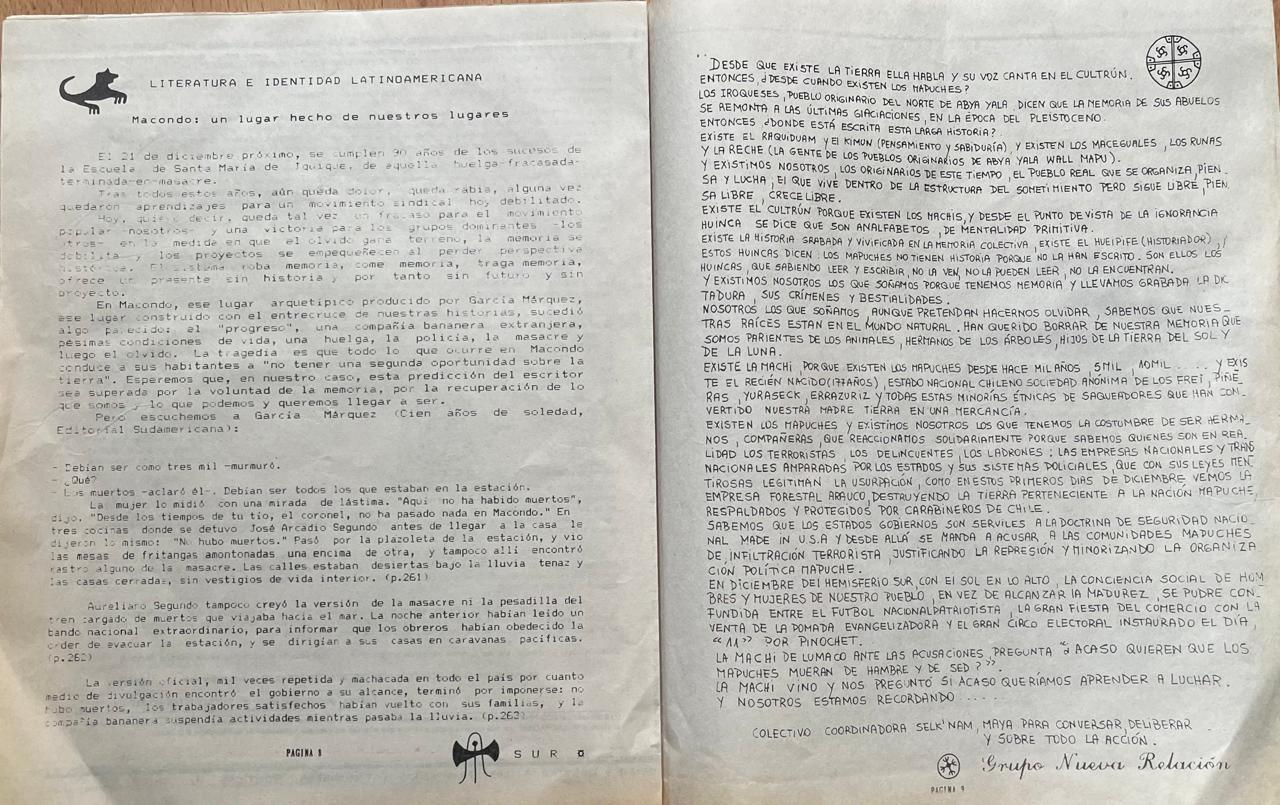 LITERATURA E IDENTIDAD LATINOAMERICANA
Macondo: un lugar hecho de nuestros lugares
El 21 de diciembre próximo, se cumplen 90 años de los sucesos de
la Escuela de Santa María de Iquique, de aquella huelga-fracasada-
terminada-en-masacre.
Tras todos estos años, aún queda dolor, queda rabia, alguna vez
quedaron aprendizajes para un movimiento sindical hoy debilitado.
Hoy, quiere decir, queda tal vez un fracaso para el movimiento
popular -nosotros- y una victoria para los grupos dominantes -los
otros- en la medida en que el olvido gana terreno, la memoria se
debilita y los proyectos se empequeñecen al perder perspectiva
histórica. El sistema roba memoria, come memoria, traga memoria,
ofrece un presente sin historia y por tanto sin futuro y sin
proyecto.
En Macondo, ese lugar arquetípico producido por García Márquez,
ese lugar construido con el entrecruce de nuestras historias, sucedió
algo parecido: el "progreso", una compañía bananera extranjera,
pésimas condiciones de vida, una huelga, la policía, la masacre y
luego el olvido. La tragedia es que todo lo que ocurre en Macondo
conduce a sus habitantes a "no tener una segunda oportunidad sobre la
tierra". Esperemos que, en nuestro caso, esta predicción del escritor
sea superada por la voluntad de la memoria, por la recuperación de lo
que somos y lo que podemos y queremos llegar a ser.
Pero escuchemos a García Márquez (Cien años de soledad,
Editorial Sudamericana):
- Debían ser como tres mil -murmuró.
- ¿Qué?
- Los muertos -aclaró él-. Debían ser todos los que estaban en la estación.
La mujer lo midió con una mirada de lástima. "Aquí no ha habido muertos",
dijo. "Desde los tiempos de tu tío, el coronel, no ha pasado nada en Macondo." En
tres cocinas donde se detuvo José Arcadio Segundo antes de llegar a la casa le
dijeron lo mismo: "No hubo muertos." Pasó por la plazoleta de la estación, y vio
las mesas de fritangas amontonadas una encima de otra, y tampoco allí encontró
rastro alguno de la masacre. Las calles estaban desiertas bajo la lluvia tenaz y
las casas cerradas, sin vestigios de vida interior. (p.261)
Aureliano Segundo tampoco creyó la versión de la masacre ni la pesadilla del
tren cargado de muertos que viajaba hacia el mar. La noche anterior habían leído un
bando nacional extraordinario, para informar que los obreros habían obedecido la
orden de evacuar la estación, y se dirigían a sus casas en caravanas pacíficas.
(p.262)
La versión oficial, mil veces repetida y machacada en todo el país por cuanto
medio de divulgación encontró el gobierno a su alcance, terminó por imponerse: no
hubo muertos, los trabajadores satisfechos habían vuelto con sus familias, y la
compañía bananera suspendía actividades mientras pasaba la lluvia. (p.263)
PAGINA 8
SUR
DESDE QUE EXISTE LA TIERRA ELLA HABLA Y SU VOZ CANTA EN EL CULTRÚN.
ENTONCES, ¿DESDE CUANDO EXISTEN LOS MAPUCHES?
LOS IROQUESES, PUEBLO ORIGINARIO DEL NORTE DE ABYA YALA, DICEN QUE LA MEMORIA DE SUS ABUELOS
SE REMONTA A LAS ÚLTIMAS GLACIACIONES, EN LA ÉPOCA DEL PLEISTOCENO.
ENTONCES ¿DONDE ESTÁ ESCRITA ESTA LARGA HISTORIA?
EXISTE EL RAQUIDUAM Y EL KIMUN (PENSAMIENTO Y SABIDURÍA) Y EXISTEN LOS MACEGUALES, LOS RUNAS
Y LA RECHE (LA GENTE DE LOS PUEBLOS ORIGINARIOS DE ABYA YALA WALL MAPU).
Y EXISTIMOS NOSOTROS, LOS ORIGINARIOS DE ESTE TIEMPO, EL PUEBLO REAL QUE SE ORGANIZA, PIEN_
SA Y LUCHA, EL QUE VIVE DENTRO DE LA ESTRUCTURA DEL SOMETIMIENTO PERO SIGUE LIBRE, PIEN_
SA LIBRE, CRECE LIBRE.
EXISTE EL CULTRÚN PORQUE EXISTEN LOS MACHIS, Y DESDE EL PUNTO DE VISTA DE LA IGNORANCIA
HUINCA SE DICE QUE SON ANALFABETOS, DE MENTALIDAD PRIMITIVA.
EXISTE LA HISTORIA GRABADA Y VIVIFICADA EN LA MEMORIA COLECTIVA, EXISTE EL HUEIPIFE (HISTORIADOR), Y
ESTOS HUINCAS DICEN: LOS MAPUCHES NO TIENEN HISTORIA PORQUE NO LA HAN ESCRITO. SON ELLOS LOS
HUINCAS, QUE SABIENDO LEER Y ESCRIBIR, NO LA VEN, NO LA PUEDEN LEER, NO LA ENCUENTRAN.
Y EXISTIMOS NOSOTROS LOS QUE SOÑAMOS PORQUE TENEMOS MEMORIA Y LLEVAMOS GRABADA LA DIC
TADURA, SUS CRÍMENES Y BESTIALIDADES.
NOSOTROS LOS QUE SOÑAMOS, AUNQUE PRETENDAN HACERNOS OLVIDAR, SABEMOS QUE NUES_
TRAS RAÍCES ESTAN EN EL MUNDO NATURAL. HAN QUERIDO BORRAR DE NUESTRA MEMORIA QUE
SOMOS PARIENTES DE LOS ANIMALES, HERMANOS DE LOS ÁRBOLES, HIJOS DE LA TIERRA DEL SOL Y
DE LA LUNA.
EXISTE LA MACHI, PORQUE EXISTEN LOS MAPUCHES DESDE HACE MIL AÑOS, 5MIL, 10MIL..... Y EXIS
TE EL RECIÉN NACIDO (177 AÑOS), ESTADO NACIONAL CHILENO SOCIEDAD ANÓNIMA DE LOS FREI, PIÑE_
RAS, YURASECK, ERRAZURIZ Y TODAS ESTAS MINORÍAS ÉTNICAS DE SAQUEADORES QUE HAN CON_
VERTIDO NUESTRA MADRE TIERRA EN UNA MERCANCÍA.
EXISTEN LOS MAPUCHES Y EXISTIMOS NOSOTROS LOS QUE TENEMOS LA COSTUMBRE DE SER HERMA_
NOS, COMPAÑERAS, QUE REACCIONAMOS SOLIDARIAMENTE PORQUE SABEMOS QUIENES SON EN REA_
LIDAD LOS TERRORISTAS, LOS DELINCUENTES, LOS LADRONES: LAS EMPRESAS NACIONALES Y TRANS
NACIONALES AMPARADAS POR LOS ESTADOS Y SUS SISTEMAS POLICIALES, QUE CON SUS LEYES MEN_
TIROSAS LEGITIMAN LA USURPACIÓN, COMO EN ESTOS PRIMEROS DIAS DE DICIEMBRE VEMOS LA
EMPRESA FORESTAL ARAUCO, DESTRUYENDO LA TIERRA PERTENECIENTE A LA NACIÓN MAPUCHE,
RESPALDADOS Y PROTEGIDOS POR CARABINEROS DE CHILE.
SABEMOS QUE LOS ESTADOS GOBIERNOS SON SERVILES A LA DOCTRINA DE SEGURIDAD NACIO_
NAL MADE IN U.S.A Y DESDE ALLÁ SE MANDA A ACUSAR A LAS COMUNIDADES MAPUCHES
DE INFILTRACIÓN TERRORISTA, JUSTIFICANDO LA REPRESIÓN Y MINORIZANDO LA ORGANIZA
CIÓN POLÍTICA MAPUCHE.
EN DICIEMBRE DEL HEMISFERIO SUR, CON EL SOL EN LO ALTO, LA CONCIENCIA SOCIAL DE HOM
BRES Y MUJERES DE NUESTRO PUEBLO, EN VEZ DE ALCANZAR LA MADUREZ, SE PUDRE CON_
FUNDIDA ENTRE EL FUTBOL NACIONALPATRIOTISTA, LA GRAN FIESTA DEL COMERCIO CON LA
VENTA DE LA POMADA EVANGELIZADORA Y EL GRAN CIRCO ELECTORAL INSTAURADO EL DÍA,
"11" POR PINOCHET.
LA MACHI DE LUMACO ANTE LAS ACUSACIONES, PREGUNTA "¿ACASO QUIEREN QUE LOS
MAPUCHES MUERAN DE HAMBRE Y DE SED?".
LA MACHI VINO Y NOS PREGUNTÓ SI ACASO QUERÍAMOS APRENDER A LUCHAR.
Y NOSOTROS ESTAMOS RECORDANDO......
COLECTIVO COORDINADORA SELK'NAM, MAYA PARA CONVERSAR, DELIBERAR
Y SOBRE TODO LA ACCIÓN.
Grupo Nueva Relación
PAGINA 9